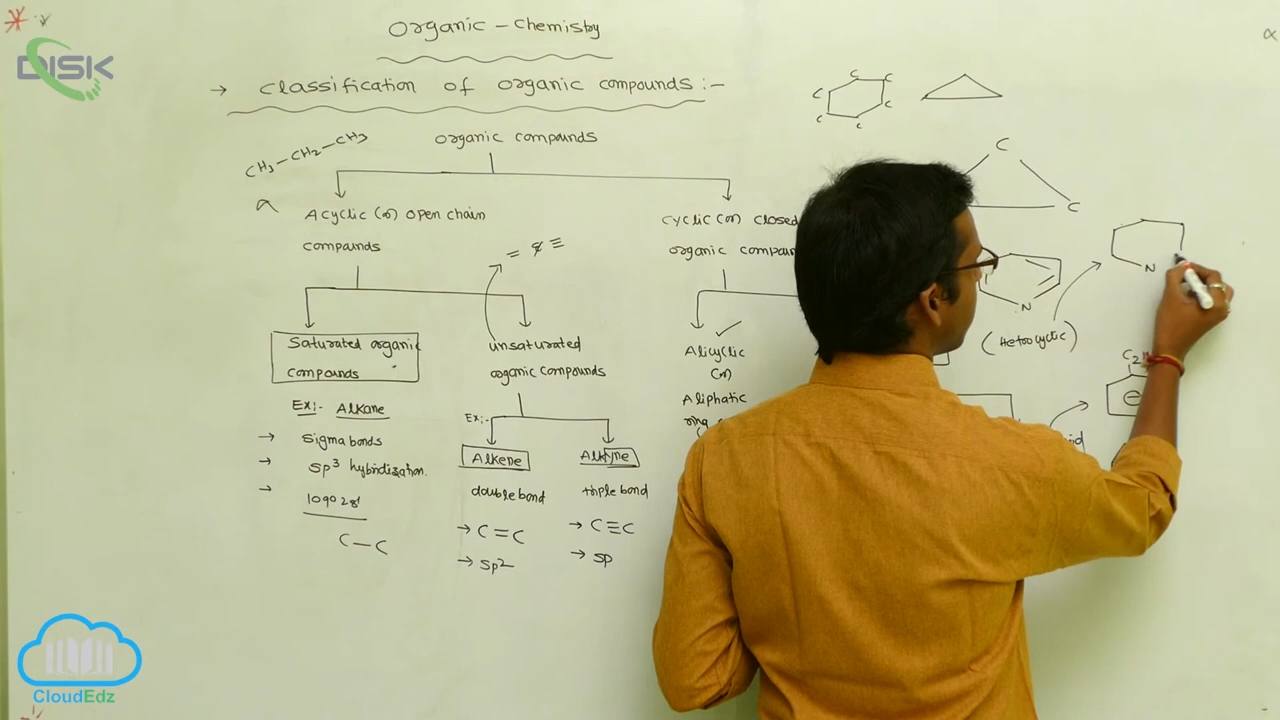 Organic - Chemistry
DISK
→ Classification of organic compounds :-
CH3 - CH2 - CH3
organic compounds
Acyclic (or) open chain
compounds
= & ≡
Saturated organic
compounds
Ex:- Alkane
→ Sigma bonds
→ sp3 hybridization.
→ 109°28'
C - C
unsaturated
organic compounds
Ex:-
Alkene
double bond
→ C = C
→ sp2
Alkyne
triple bond
→ C ≡ C
→ sp
cyclic (or) closed
organic
Alicyclic
(or)
Aliphatic
ring
C
C
C
C
C
C
C
C
N
(Heterocyclic)
N
CloudEdz